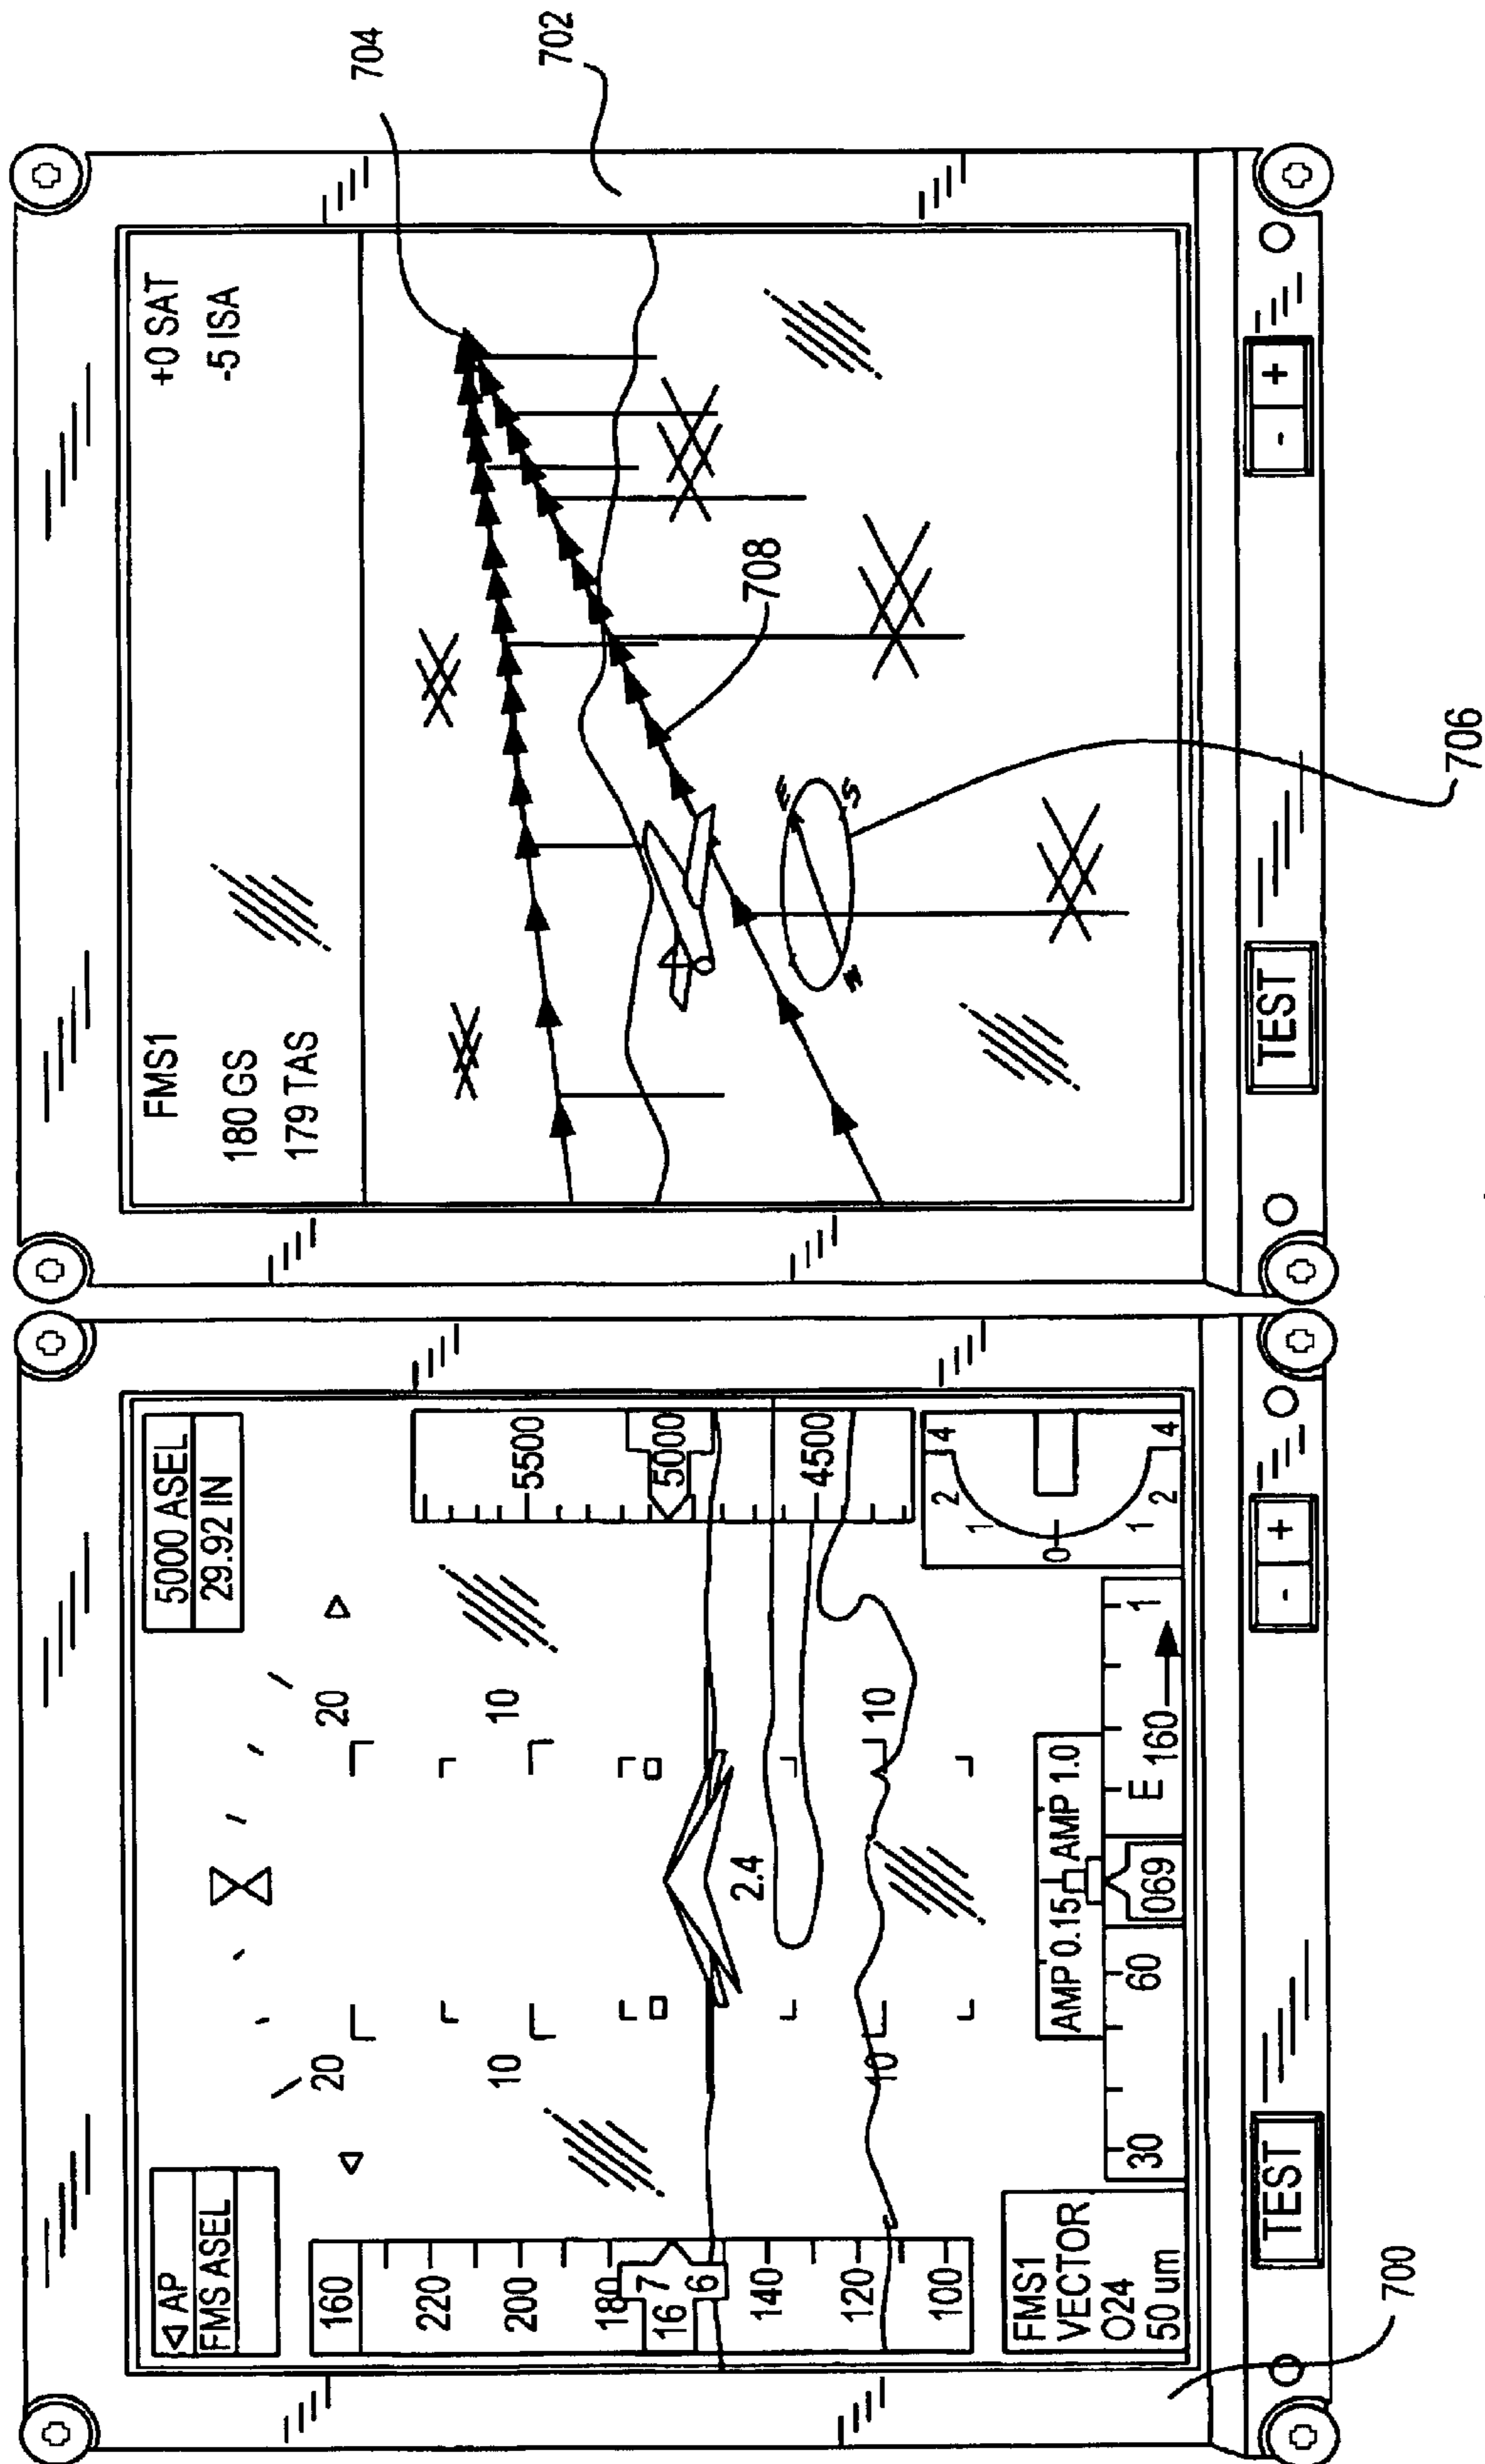 ◁ AP
FMS ASEL
5000 ASEL
29.92 IN
160
220
200
180
16 7
6
140
120
100
20
20
10
10
10
10
2.4
5500
5000
4500
4
2
1
0
1
2
4
FMS1
VECTOR
O24
50 um
AMP 0.15
AMP 1.0
30
60
069
E
160
1
TEST
- +
700
FMS1
180 GS
179 TAS
+0 SAT
-5 ISA
704
702
708
E
S
N
706
TEST
- +